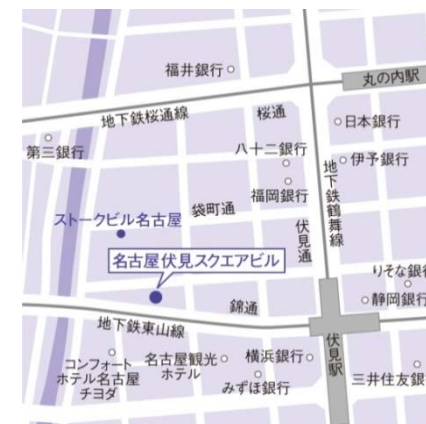 福井銀行
丸の内駅
地下鉄桜通線
桜通
日本銀行
第三銀行
八十二銀行
伊予銀行
福岡銀行
地下鉄鶴舞線
袋町通
ストークビル名古屋
伏見通
名古屋伏見スクエアビル
りそな銀
静岡銀行
錦通
地下鉄東山線
伏見駅
コンフォート
ホテル名古屋
チヨダ
名古屋観光
ホテル
横浜銀行
みずほ銀行
三井住友銀